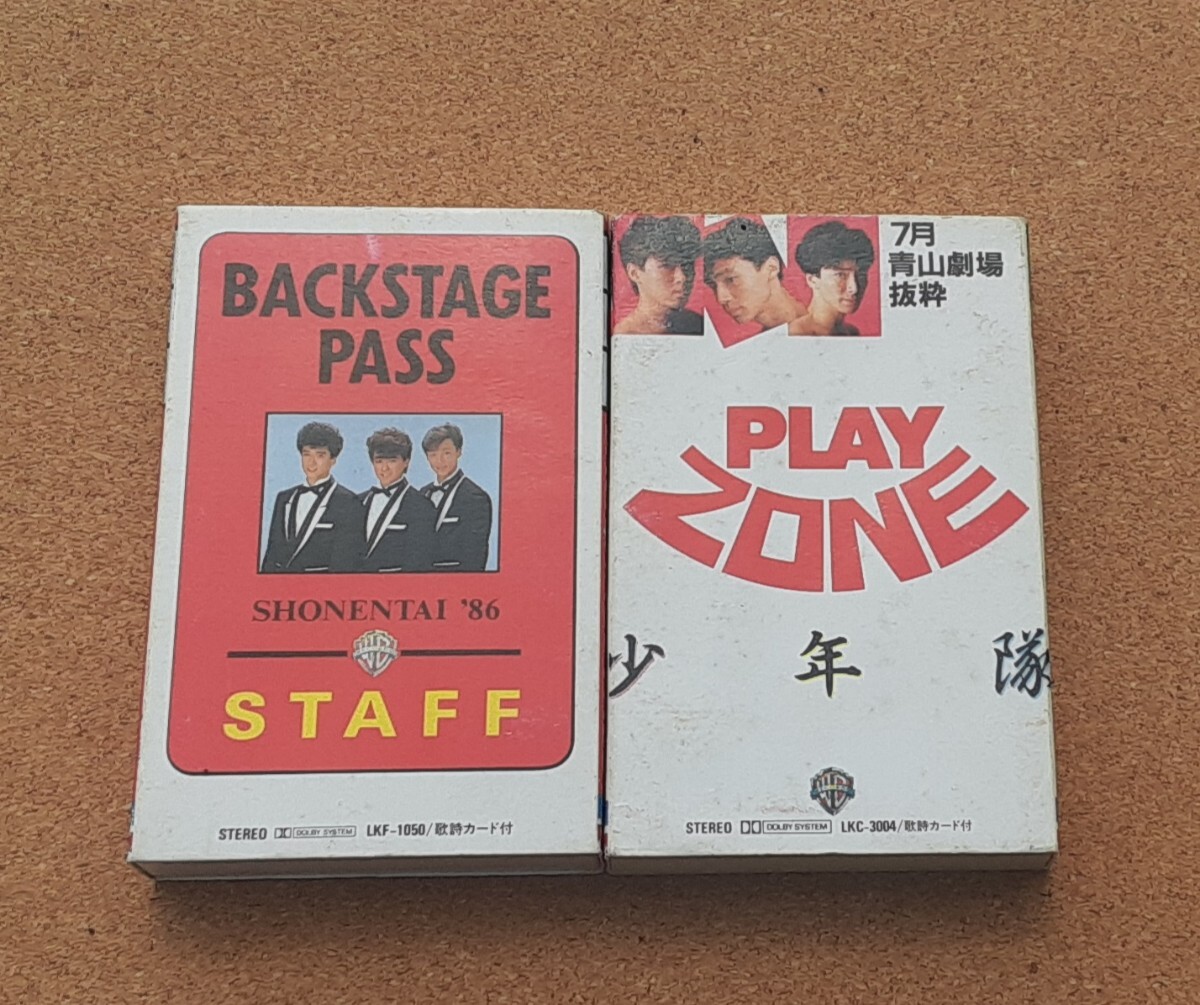 BACKSTAGE
PASS
SHONENTAI '86
STAFF
STEREO DOLBY SYSTEM LKF-1050/歌詩カード付
7月
青山劇場
抜粋
PLAY
ZONE
少年隊
STEREO DOLBY SYSTEM LKC-3004/歌詩カード付